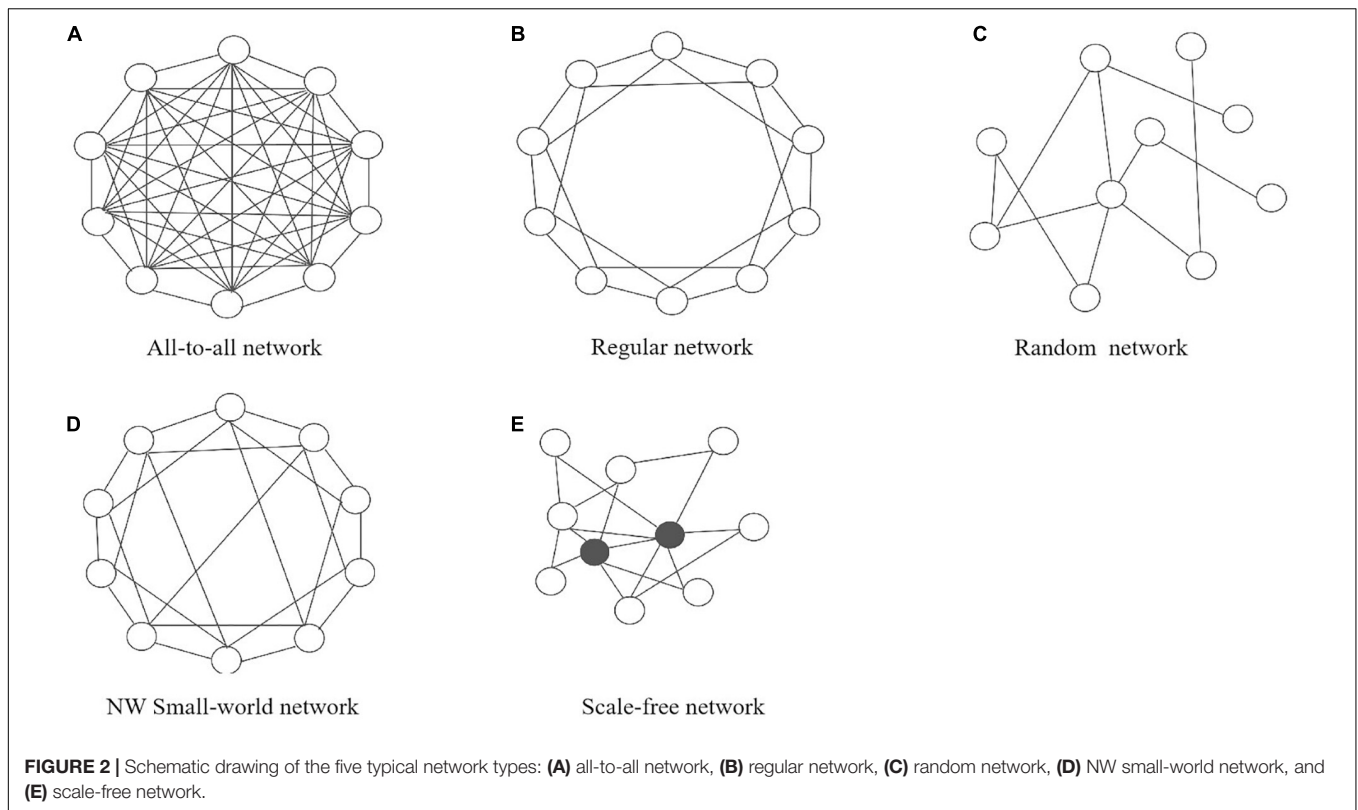 A
B
C
All-to-all network
Regular network
Random network
D
E
NW Small-world network
Scale-free network
FIGURE 2 | Schematic drawing of the five typical network types: (A) all-to-all network, (B) regular network, (C) random network, (D) NW small-world network, and
(E) scale-free network.